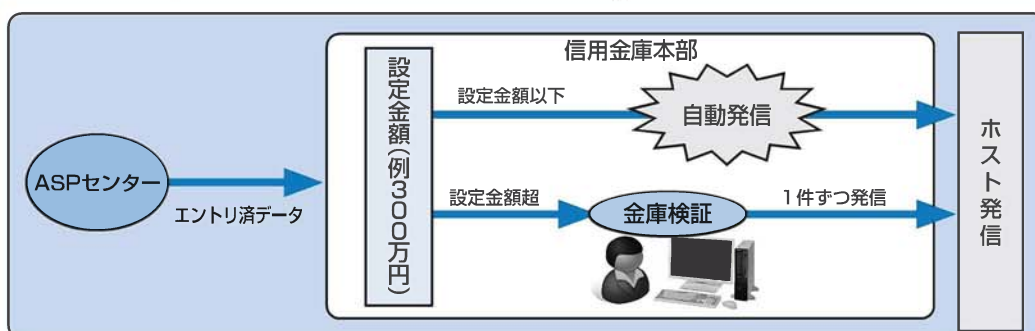 信用金庫本部
設定金額(例300万円)
設定金額以下
自動発信
ASPセンター
エントリ済データ
設定金額超
金庫検証
1件ずつ発信
ホスト発信